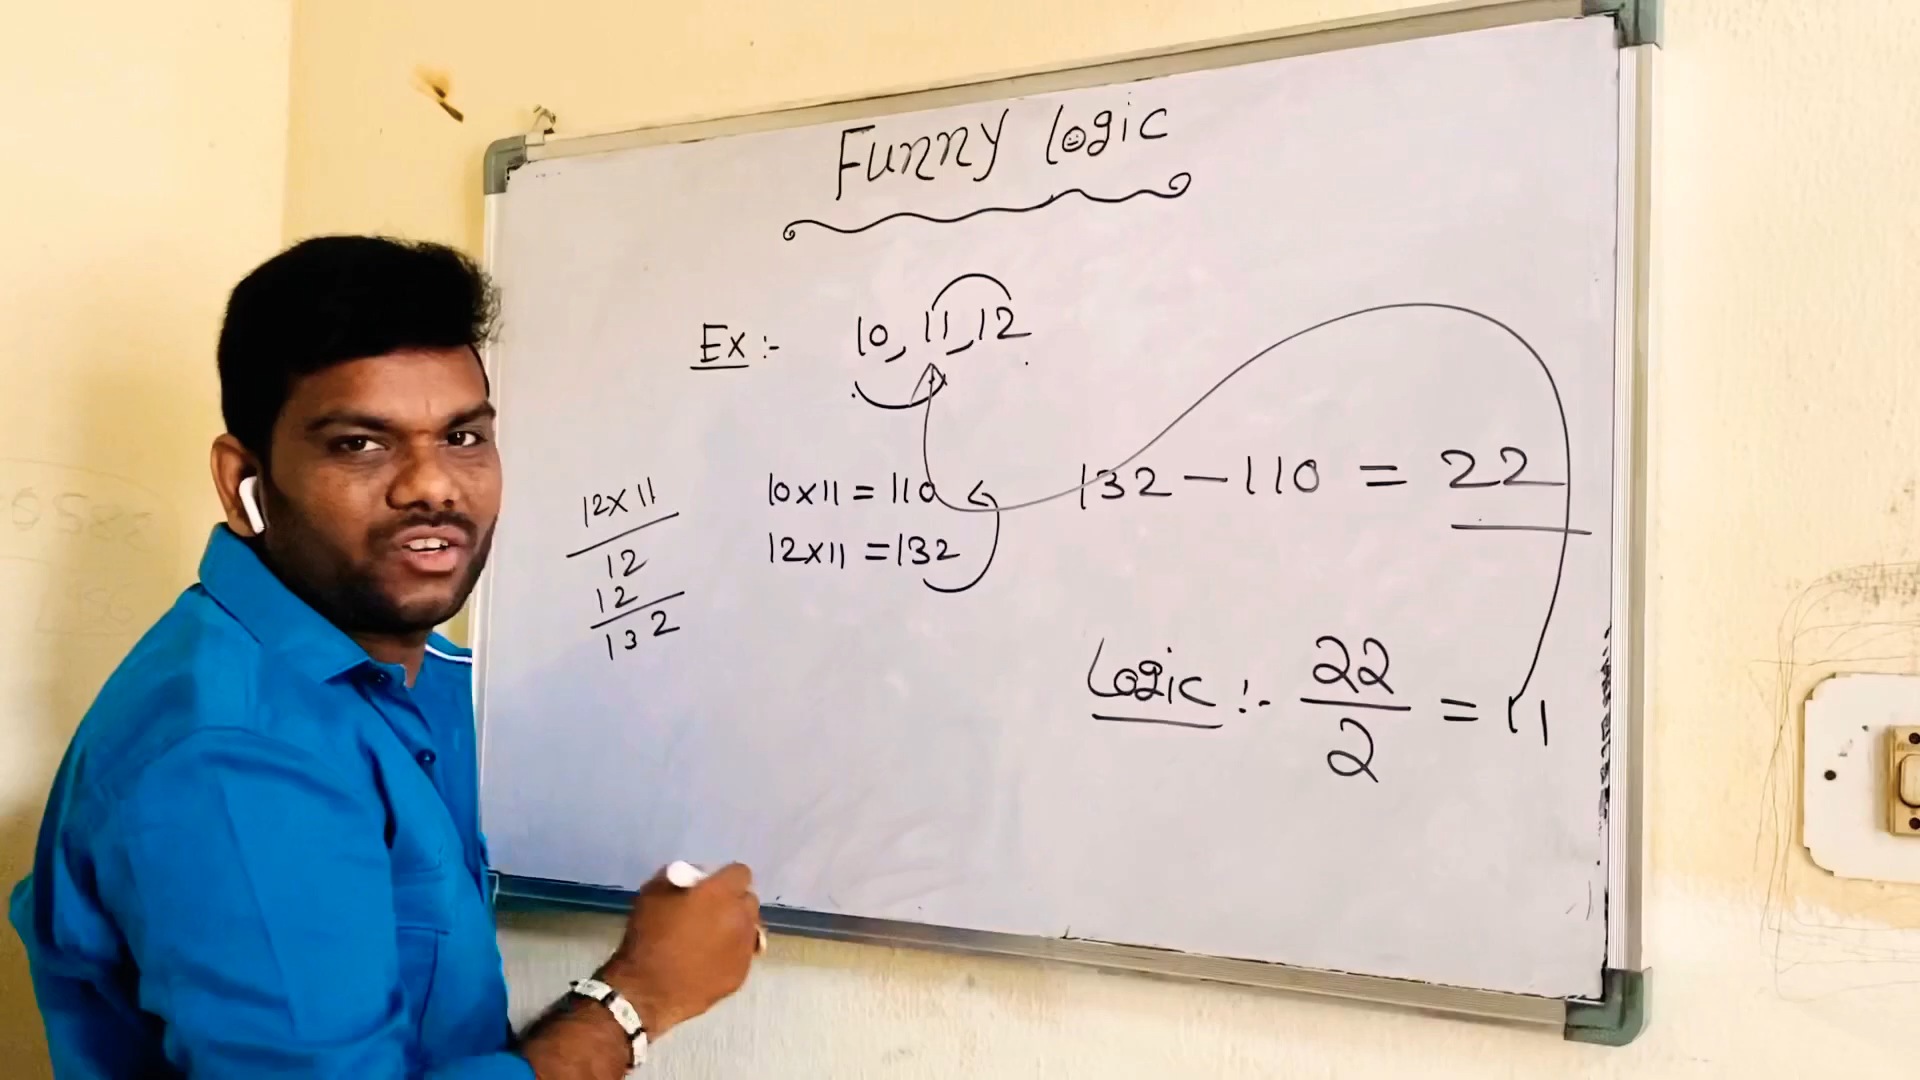 Funny logic
Ex :- 10, 11, 12
12x11
12
12
132
10x11 = 110
12x11 = 132
132 - 110 = 22
Logic :- 22/2 = 11